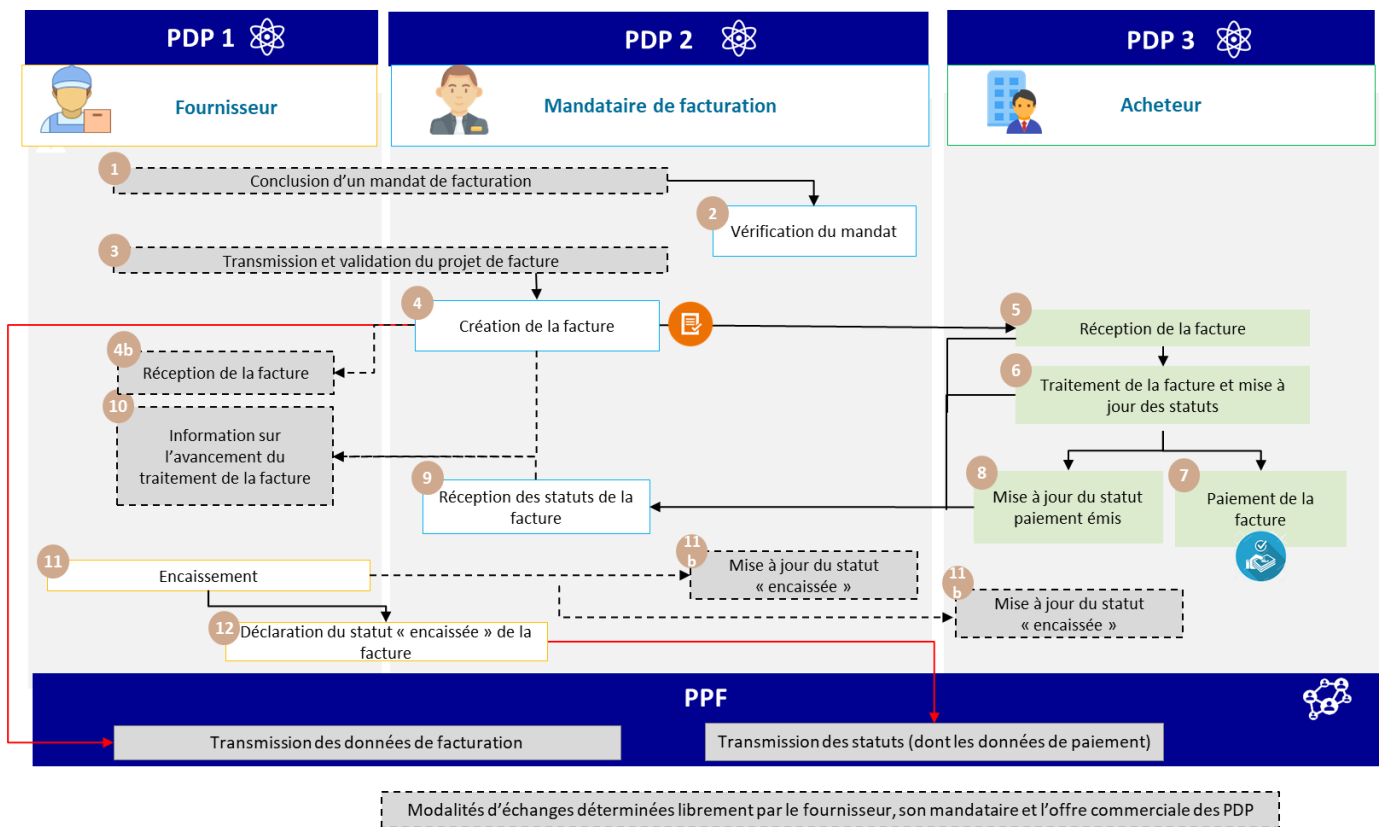 PDP 1
PDP 2
PDP 3
Fournisseur
Mandataire de facturation
Acheteur
1
Conclusion d’un mandat de facturation
2
Vérification du mandat
3
Transmission et validation du projet de facture
4
Création de la facture
5
Réception de la facture
4b
Réception de la facture
6
Traitement de la facture et mise à
jour des statuts
10
Information sur
l’avancement du
traitement de la facture
9
Réception des statuts de la
facture
8
Mise à jour du statut
paiement émis
7
Paiement de la
facture
11
Encaissement
11
b
Mise à jour du statut
« encaissée »
11
b
Mise à jour du statut
« encaissée »
12
Déclaration du statut « encaissée » de la
facture
PPF
Transmission des données de facturation
Transmission des statuts (dont les données de paiement)
Modalités d’échanges déterminées librement par le fournisseur, son mandataire et l’offre commerciale des PDP